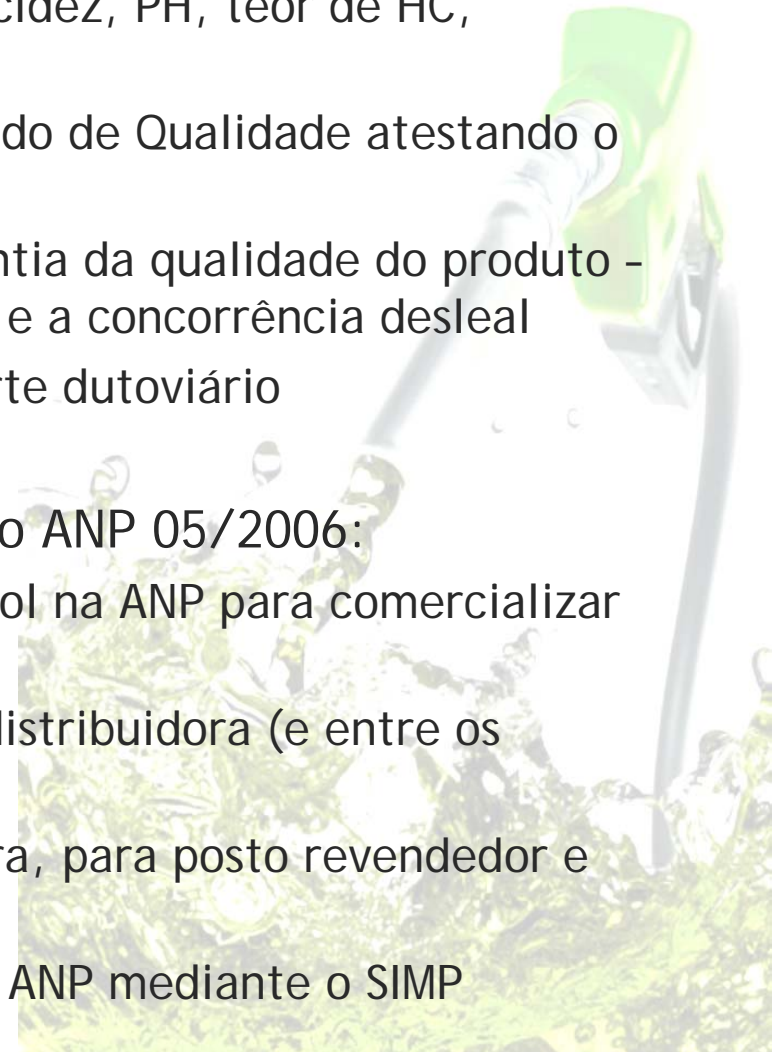 cidez, PH, teor de HC,
do de Qualidade atestando o
ntia da qualidade do produto –
e a concorrência desleal
rte dutoviário
o ANP 05/2006:
ol na ANP para comercializar
distribuidora (e entre os
ra, para posto revendedor e
ANP mediante o SIMP